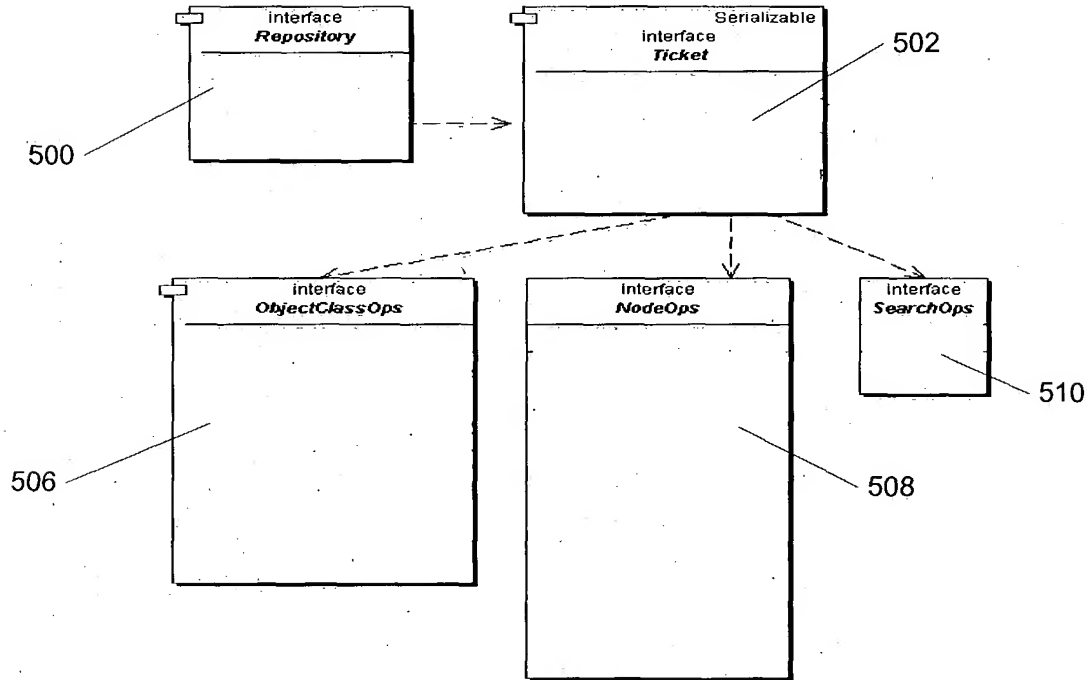 interface
Repository
500
Serializable
interface
Ticket
502
interface
ObjectClassOps
506
interface
NodeOps
508
interface
SearchOps
510